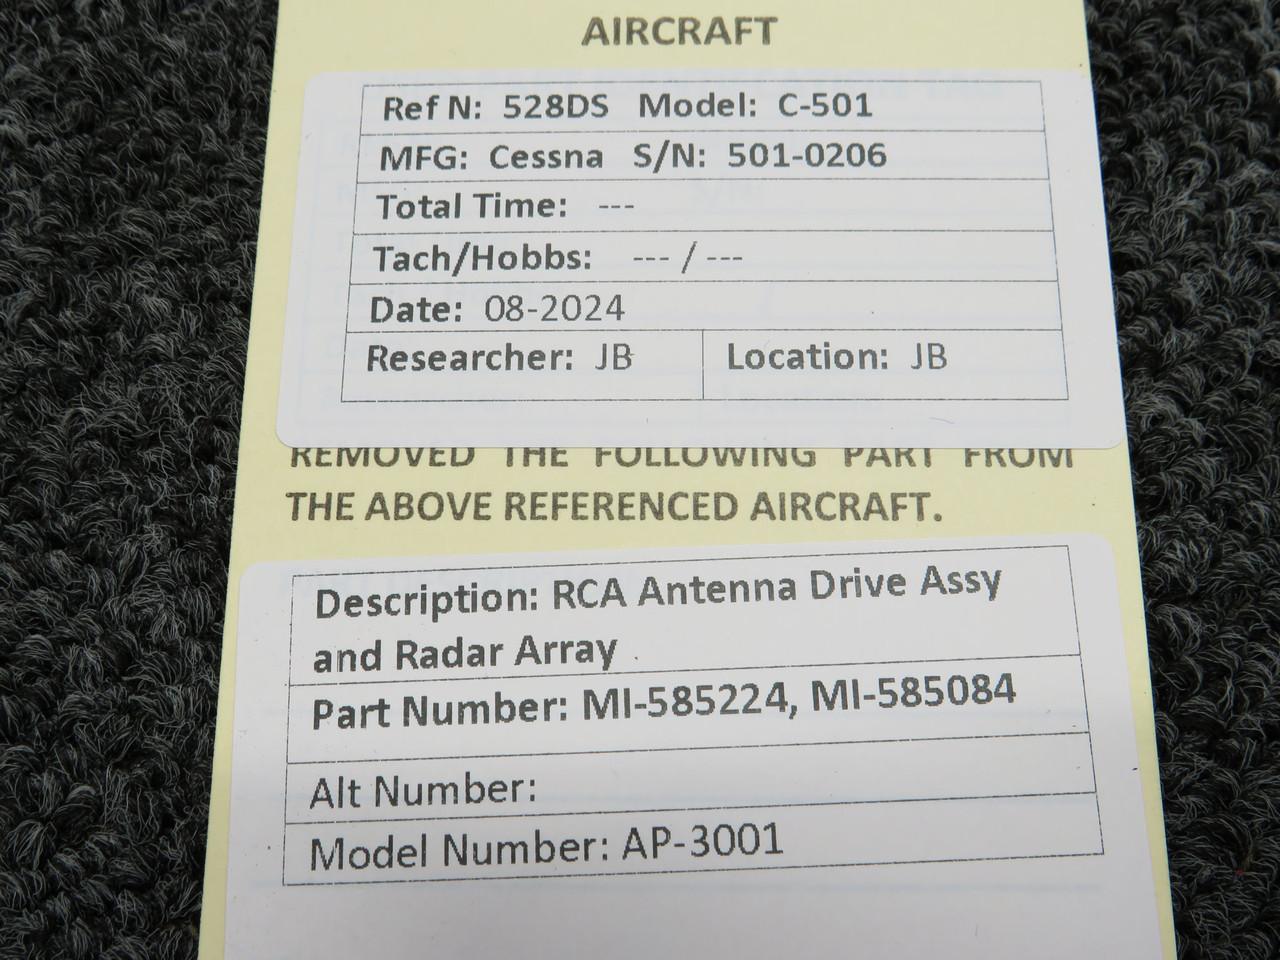 AIRCRAFT
Ref N: 528DS Model: C-501
MFG: Cessna S/N: 501-0206
Total Time: ---
Tach/Hobbs: --- / ---
Date: 08-2024
Researcher: JB Location: JB
REMOVED THE FOLLOWING PART FROM
THE ABOVE REFERENCED AIRCRAFT.
Description: RCA Antenna Drive Assy
and Radar Array
Part Number: MI-585224, MI-585084
Alt Number:
Model Number: AP-3001